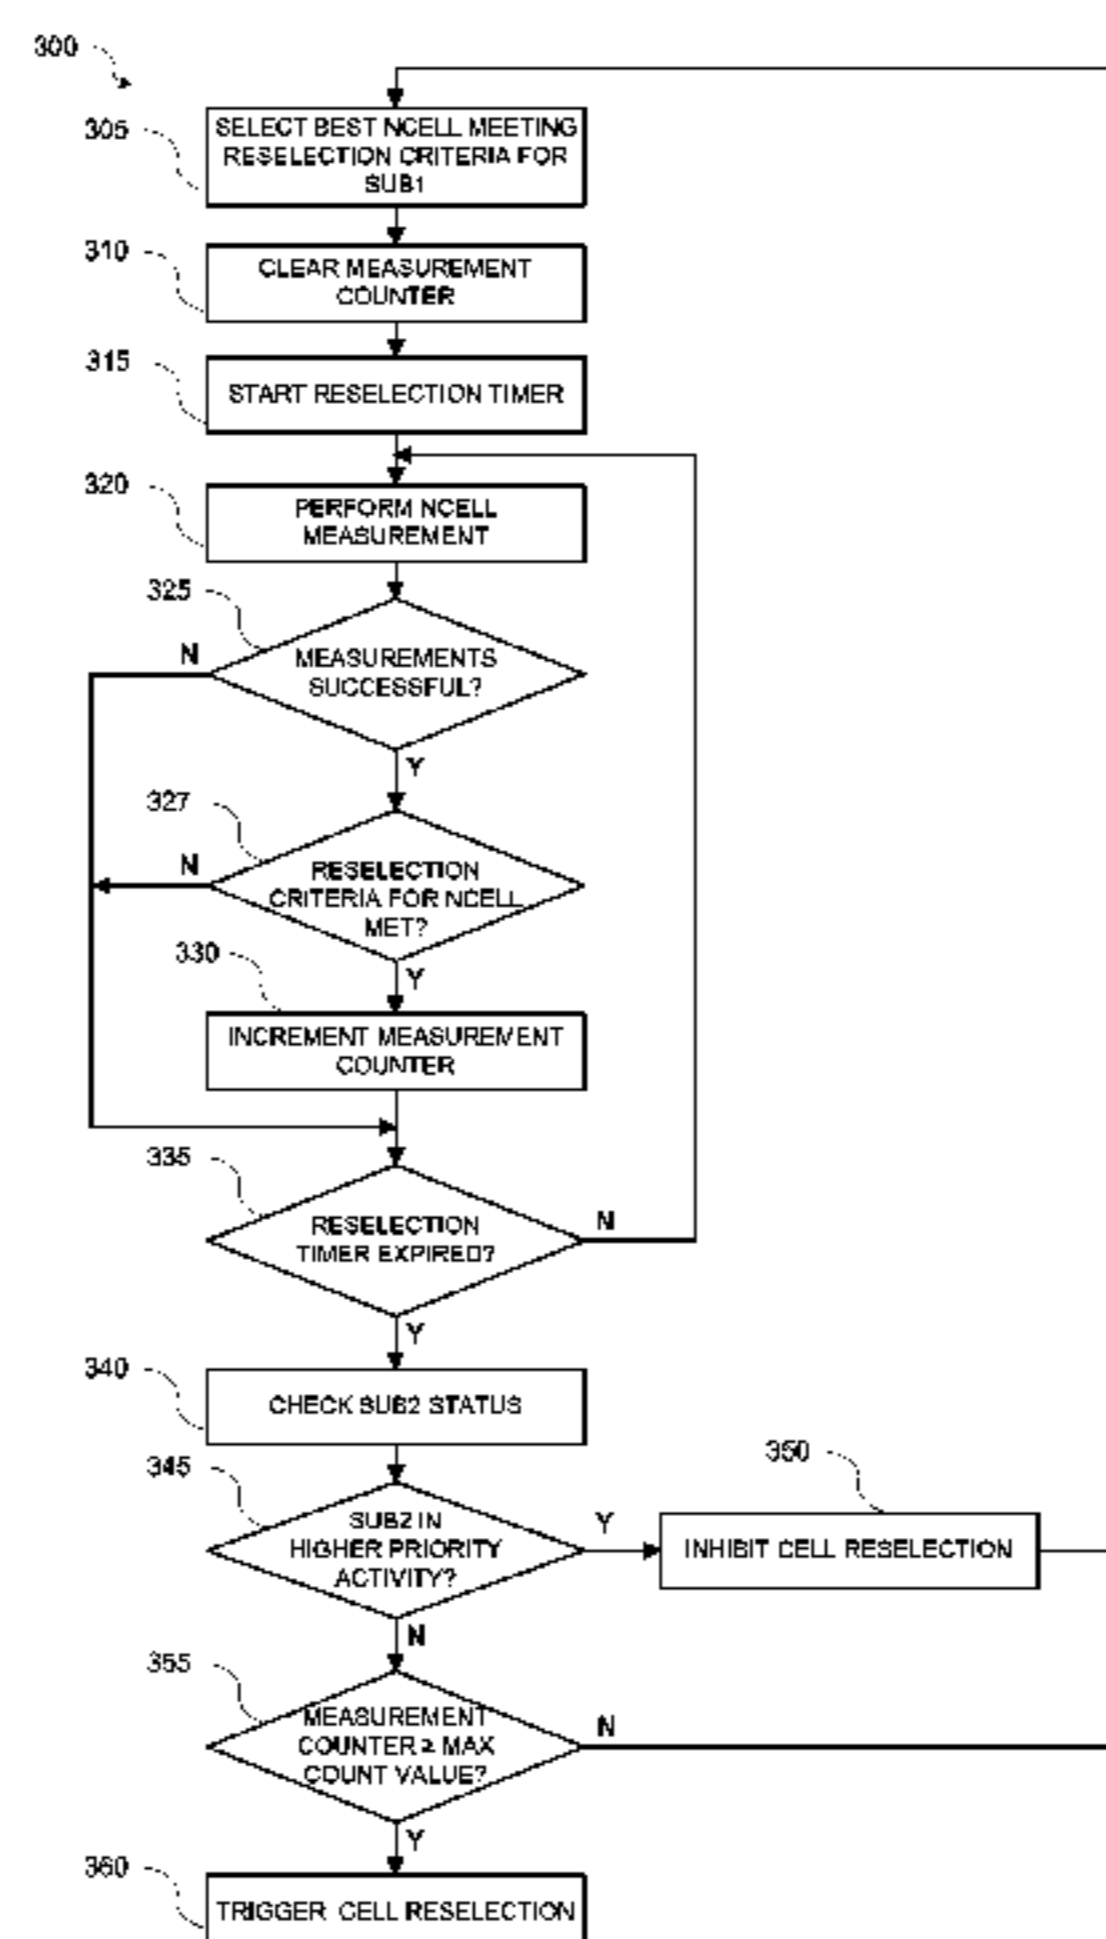 300
305
SELECT BEST NCELL MEETING
RESELECTION CRITERIA FOR
SUB1
310
CLEAR MEASUREMENT
COUNTER
315
START RESELECTION TIMER
320
PERFORM NCELL
MEASUREMENT
325
N
MEASUREMENTS
SUCCESSFUL?
Y
327
N
RESELECTION
CRITERIA FOR NCELL
MET?
Y
330
INCREMENT MEASUREMENT
COUNTER
335
RESELECTION
TIMER EXPIRED?
N
Y
340
CHECK SUB2 STATUS
345
SUB2 IN
HIGHER PRIORITY
ACTIVITY?
Y
350
INHIBIT CELL RESELECTION
N
355
MEASUREMENT
COUNTER ≥ MAX
COUNT VALUE?
N
Y
360
TRIGGER CELL RESELECTION